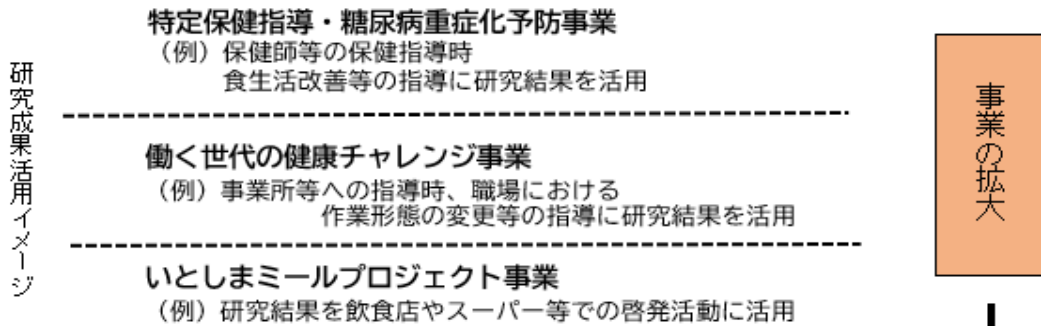 研究成果活用イメージ
特定保健指導・糖尿病重症化予防事業
（例）保健師等の保健指導時
食生活改善等の指導に研究結果を活用
働く世代の健康チャレンジ事業
（例）事業所等への指導時、職場における
作業形態の変更等の指導に研究結果を活用
いとしまミールプロジェクト事業
（例）研究結果を飲食店やスーパー等での啓発活動に活用
事業の拡大